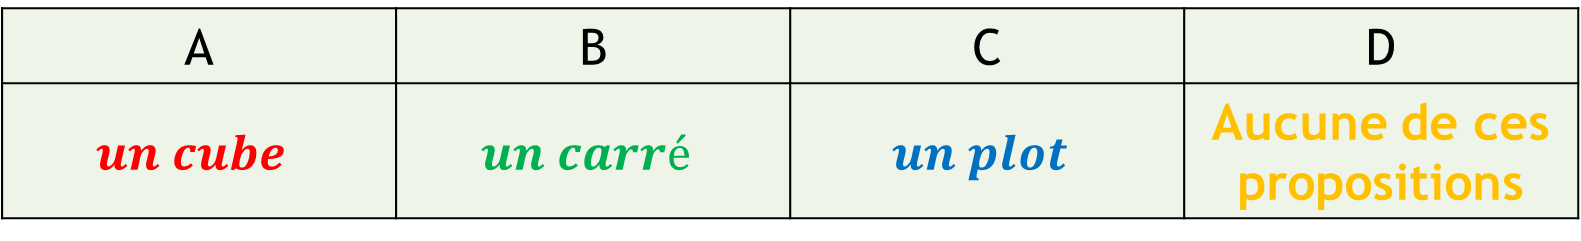 A B C D
un cube un carré un plot Aucune de ces
propositions